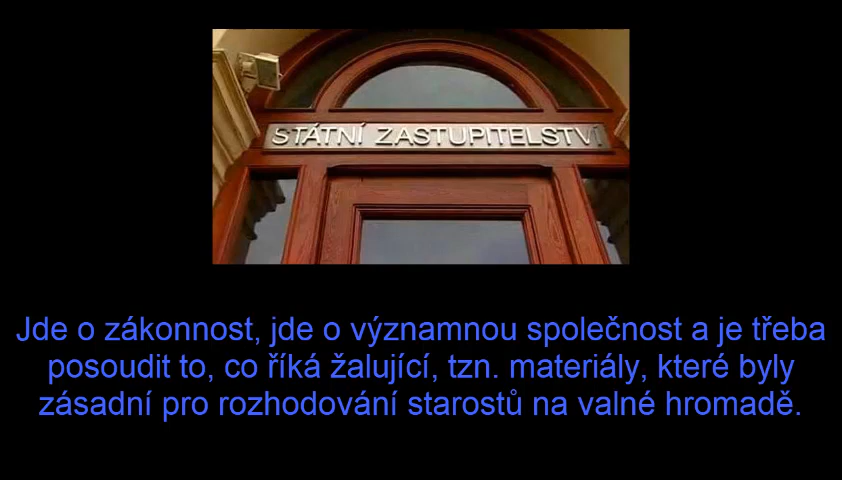 STÁTNÍ ZASTUPITELSTVÍ
Jde o zákonnost, jde o významnou společnost a je třeba
posoudit to, co říká žalující, tzn. materiály, které byly
zásadní pro rozhodování starostů na valné hromadě.